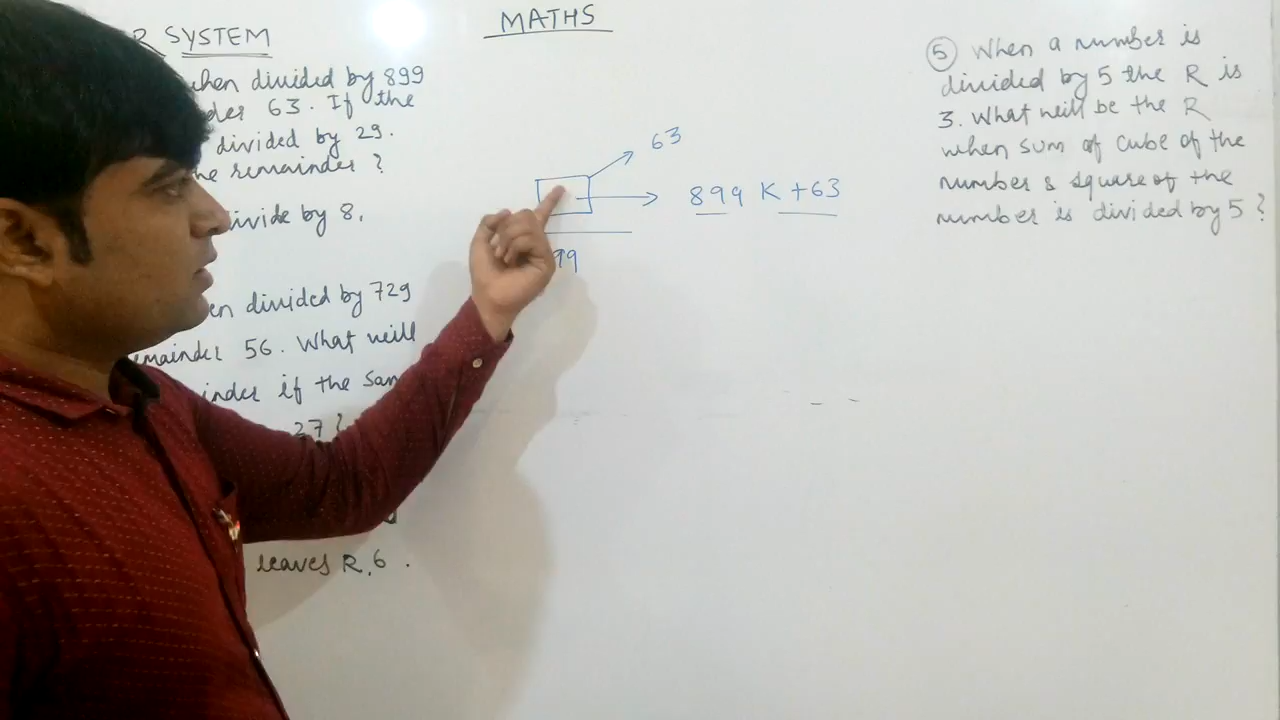 MATHS
R SYSTEM
when divided by 899
der 63. If the
divided by 29.
he remainder ?
ivide by 8,
en divided by 729
emainder 56. What will
inder if the Sam
27 ?
leaves R.6.
63
899 K + 63
99
5 When a number is
divided by 5 the R is
3. What will be the R
when sum of cube of the
number & square of the
number is divided by 5 ?